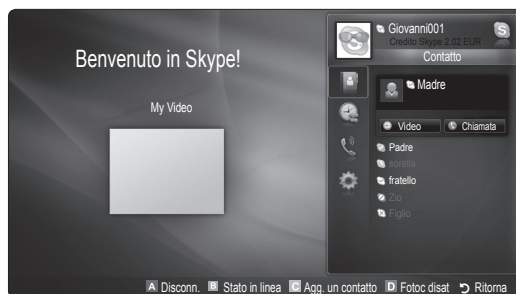 Benvenuto in Skype!
My Video
Giovanni001
Credito Skype 2.02 EUR
Contatto
Madre
Video
Chiamata
Padre
sorella
fratello
Zio
Figlio
A Disconn. B Stato in linea C Agg. un contatto D Fotoc disat Ritorna